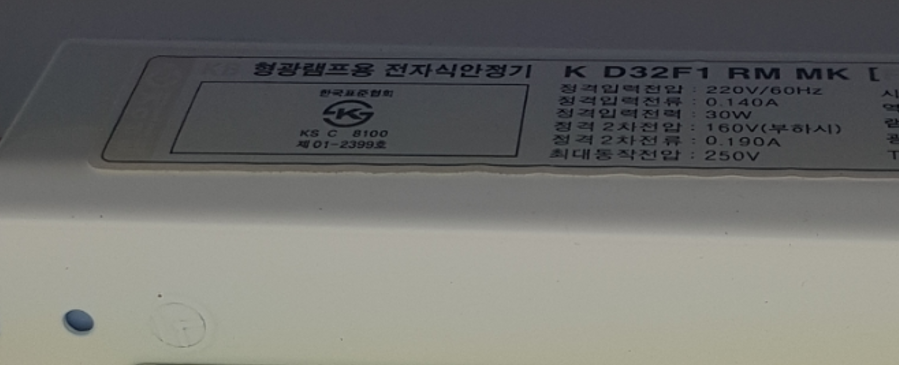 형광램프용 전자식안정기 K D32F1 RM MK [
한국표준협회
KS C 8100
제 01-2399호
정격입력전압 : 220V/60Hz
정격입력전류 : 0.140A
정격입력전력 : 30W
정격 2차전압 : 160V(부하시)
정격 2차전류 : 0.190A
최대동작전압 : 250V